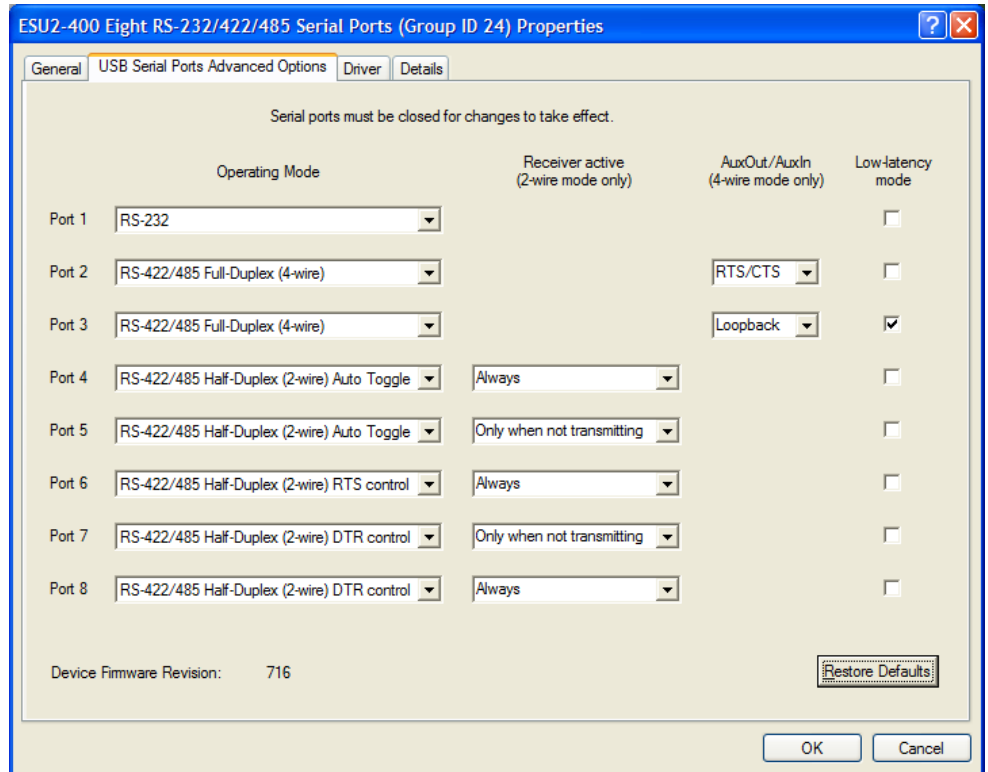 ESU2-400 Eight RS-232/422/485 Serial Ports (Group ID 24) Properties
General USB Serial Ports Advanced Options Driver Details
Serial ports must be closed for changes to take effect.
Operating Mode
Receiver active
(2-wire mode only)
AuxOut/AuxIn
(4-wire mode only)
Low-latency
mode
Port 1 RS-232
Port 2 RS-422/485 Full-Duplex (4-wire) RTS/CTS
Port 3 RS-422/485 Full-Duplex (4-wire) Loopback
Port 4 RS-422/485 Half-Duplex (2-wire) Auto Toggle Always
Port 5 RS-422/485 Half-Duplex (2-wire) Auto Toggle Only when not transmitting
Port 6 RS-422/485 Half-Duplex (2-wire) RTS control Always
Port 7 RS-422/485 Half-Duplex (2-wire) DTR control Only when not transmitting
Port 8 RS-422/485 Half-Duplex (2-wire) DTR control Always
Device Firmware Revision: 716
Restore Defaults
OK Cancel